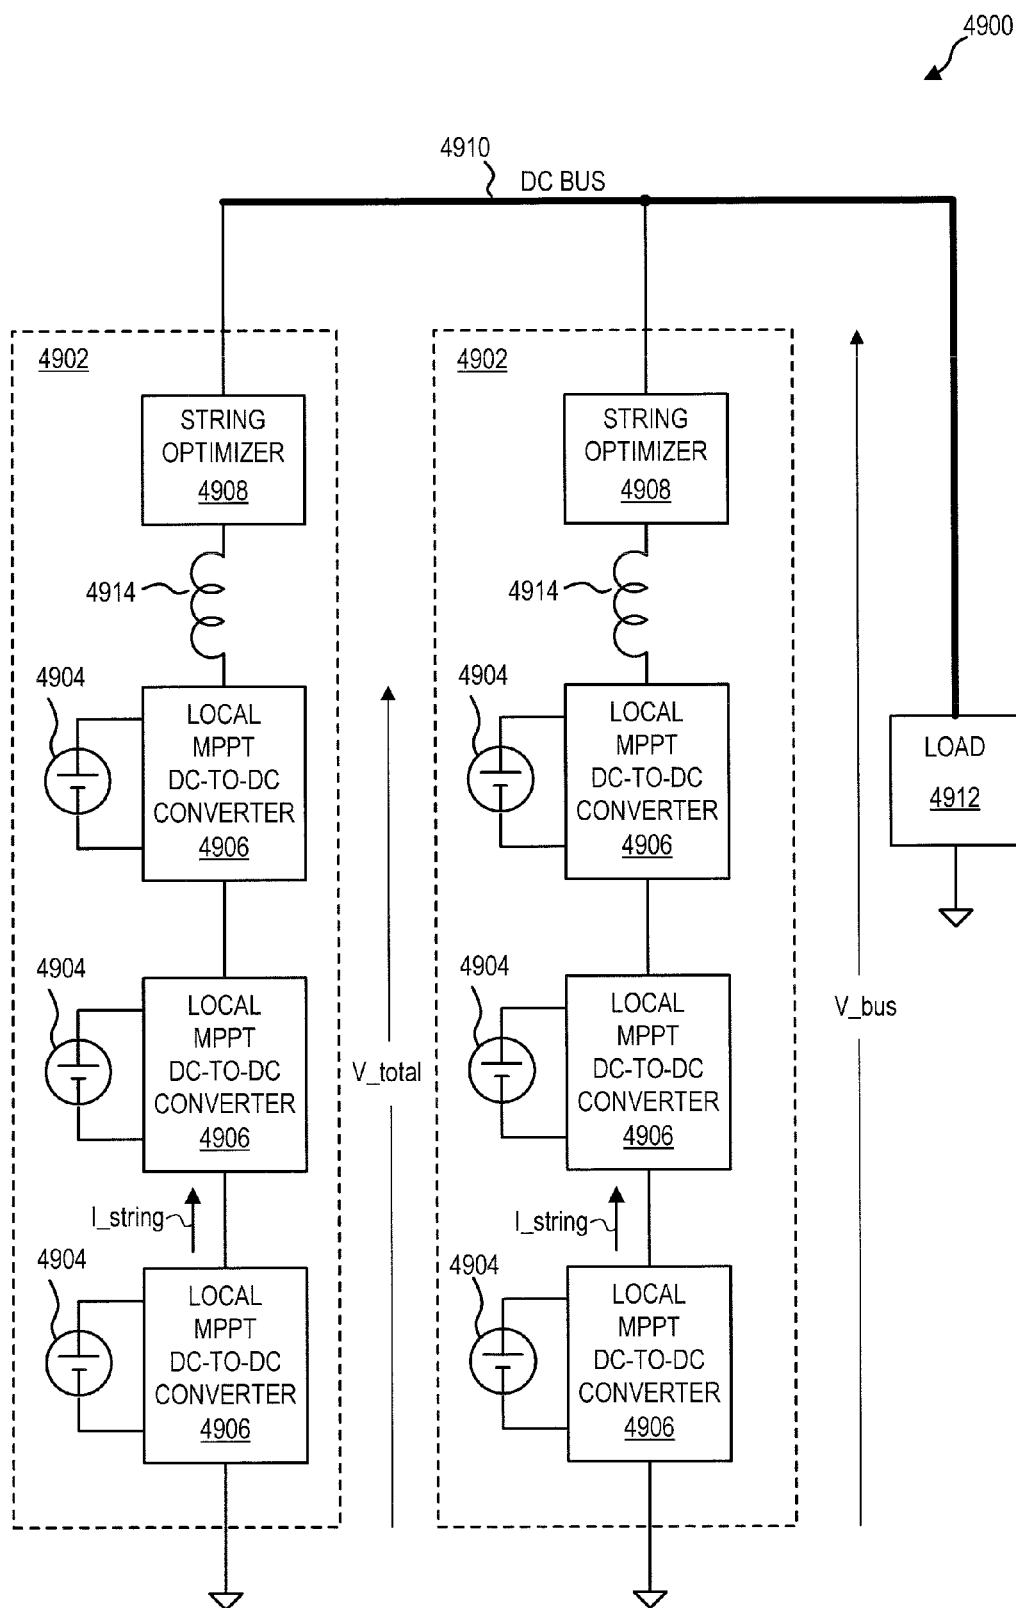 4900
4910
DC BUS
4902
4902
STRING
OPTIMIZER
4908
STRING
OPTIMIZER
4908
4914
4914
4904
LOCAL
MPPT
DC-TO-DC
CONVERTER
4906
4904
LOCAL
MPPT
DC-TO-DC
CONVERTER
4906
LOAD
4912
4904
LOCAL
MPPT
DC-TO-DC
CONVERTER
4906
V_total
4904
LOCAL
MPPT
DC-TO-DC
CONVERTER
4906
V_bus
I_string
I_string
4904
LOCAL
MPPT
DC-TO-DC
CONVERTER
4906
4904
LOCAL
MPPT
DC-TO-DC
CONVERTER
4906